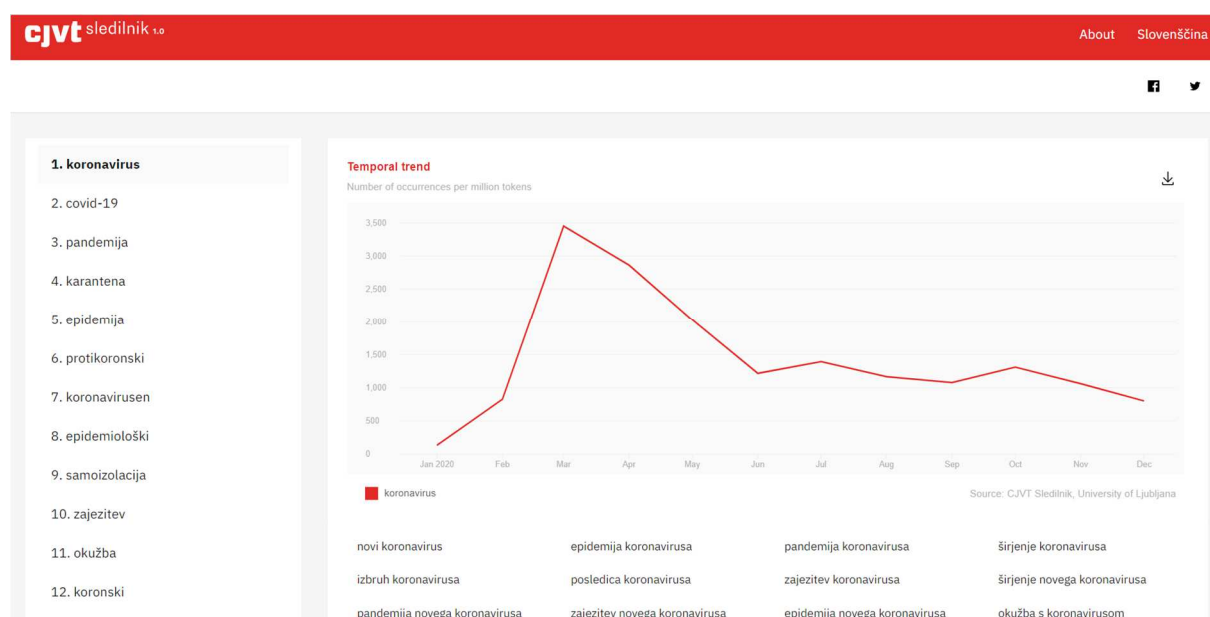 cjvt sledilnik 1.0
About Slovenščina
1. koronavirus
2. covid-19
3. pandemija
4. karantena
5. epidemija
6. protikoronski
7. koronavirusen
8. epidemiološki
9. samoizolacija
10. zajezitev
11. okužba
12. koronski
Temporal trend
Number of occurrences per million tokens
3,500
3,000
2,500
2,000
1,500
1,000
500
0
Jan 2020 Feb Mar Apr May Jun Jul Aug Sep Oct Nov Dec
koronavirus
Source: CJVT Sledilnik, University of Ljubljana
novi koronavirus epidemija koronavirusa pandemija koronavirusa širjenje koronavirusa
izbruh koronavirusa posledica koronavirusa zajezitev koronavirusa širjenje novega koronavirusa
pandemija novega koronavirusa zajezitev novega koronavirusa epidemija novega koronavirusa okužba s koronavirusom